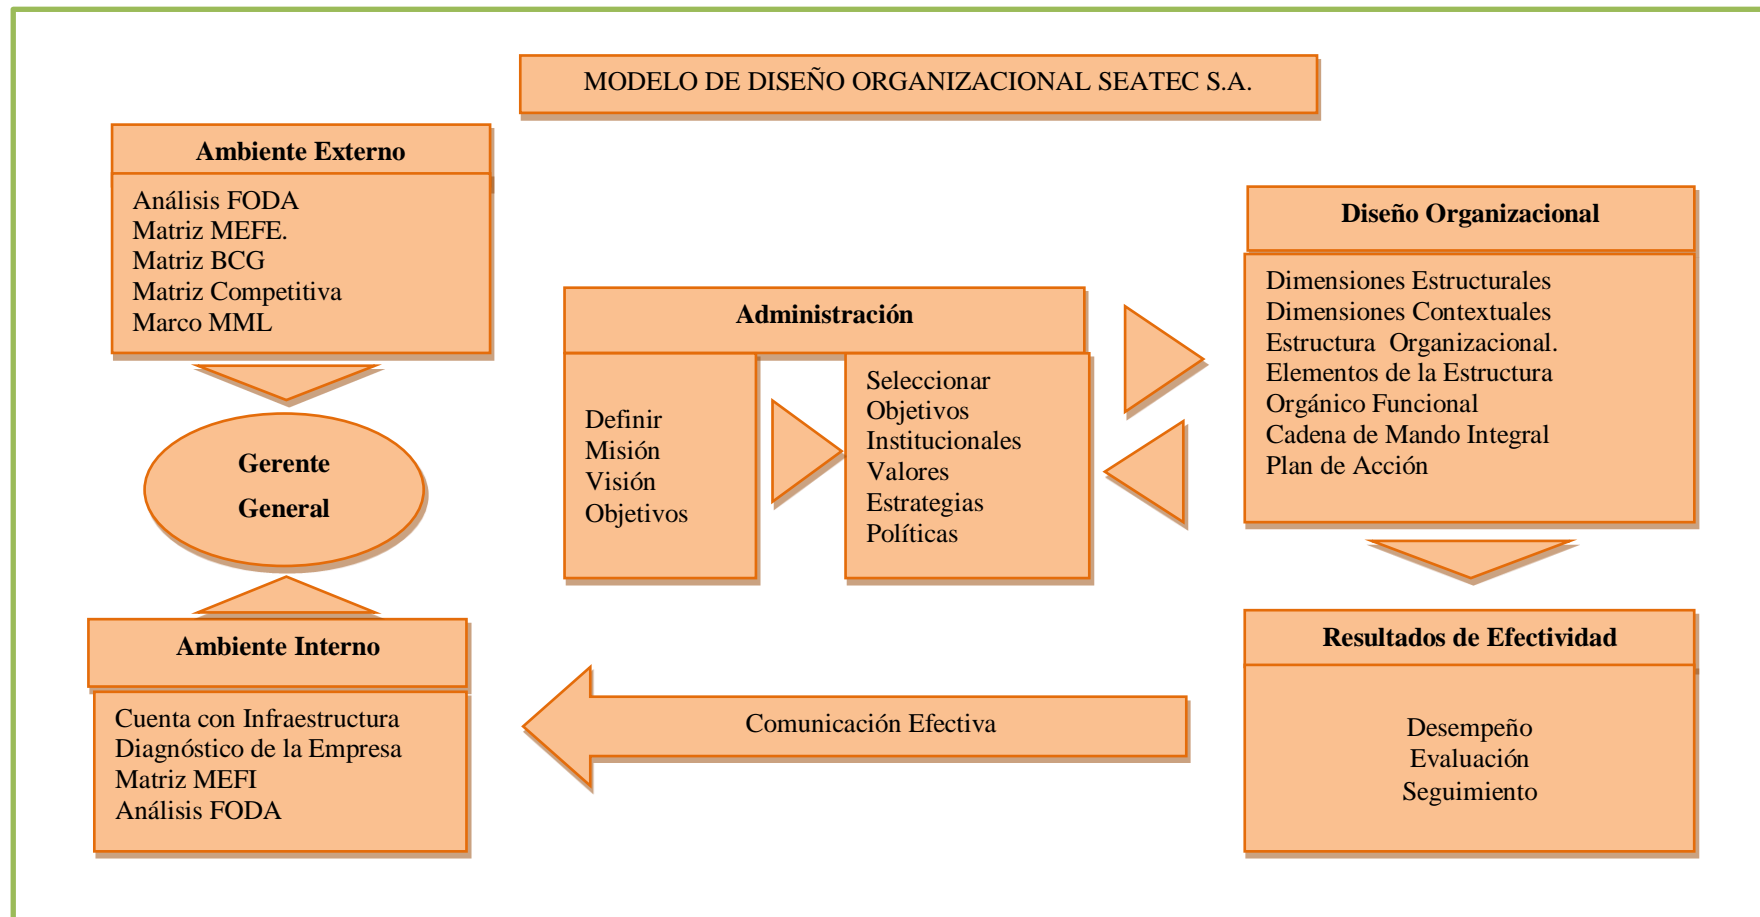 MODELO DE DISEÑO ORGANIZACIONAL SEATEC S.A.
Ambiente Externo
Análisis FODA
Matriz MEFE.
Matriz BCG
Matriz Competitiva
Marco MML
Gerente
General
Ambiente Interno
Cuenta con Infraestructura
Diagnóstico de la Empresa
Matriz MEFI
Análisis FODA
Administración
Definir
Misión
Visión
Objetivos
Seleccionar
Objetivos
Institucionales
Valores
Estrategias
Políticas
Diseño Organizacional
Dimensiones Estructurales
Dimensiones Contextuales
Estructura  Organizacional.
Elementos de la Estructura
Orgánico Funcional
Cadena de Mando Integral
Plan de Acción
Resultados de Efectividad
Desempeño
Evaluación
Seguimiento
Comunicación Efectiva